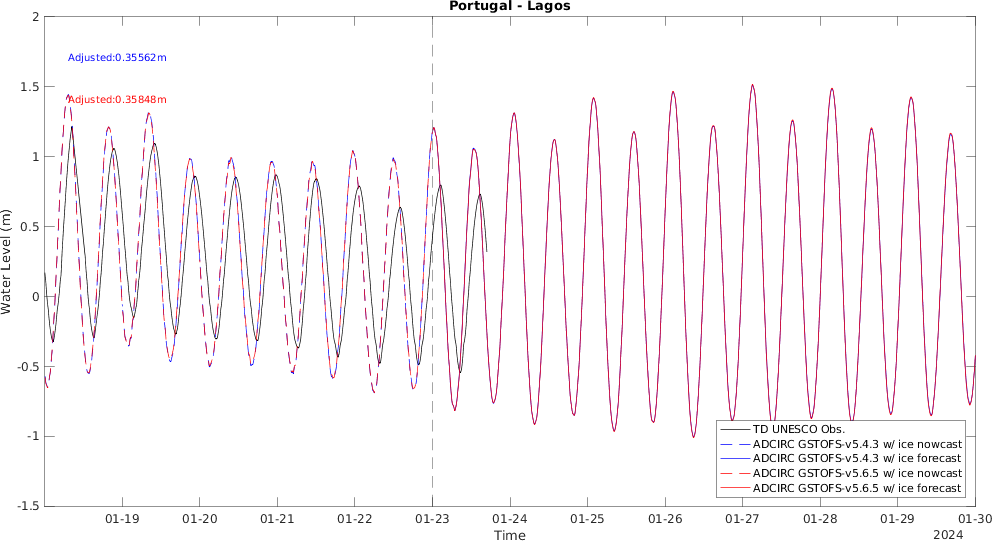 Portugal - Lagos
Adjusted:0.35562m
Adjusted:0.35848m
Water Level (m)
2
1.5
1
0.5
0
-0.5
-1
-1.5
TD UNESCO Obs.
ADCIRC GSTOFS-v5.4.3 w/ ice nowcast
ADCIRC GSTOFS-v5.4.3 w/ ice forecast
ADCIRC GSTOFS-v5.6.5 w/ ice nowcast
ADCIRC GSTOFS-v5.6.5 w/ ice forecast
01-19 01-20 01-21 01-22 01-23 01-24 01-25 01-26 01-27 01-28 01-29 01-30
Time
2024